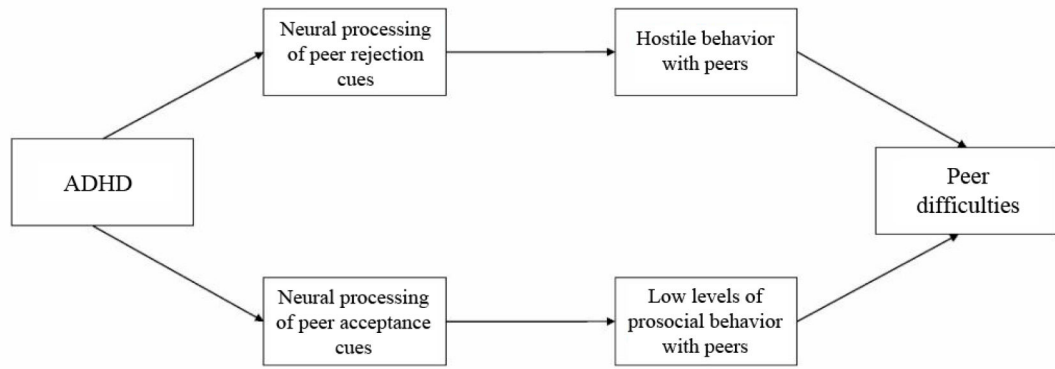 Neural processing
of peer rejection
cues
Hostile behavior
with peers
ADHD
Peer
difficulties
Neural processing
of peer acceptance
cues
Low levels of
prosocial behavior
with peers